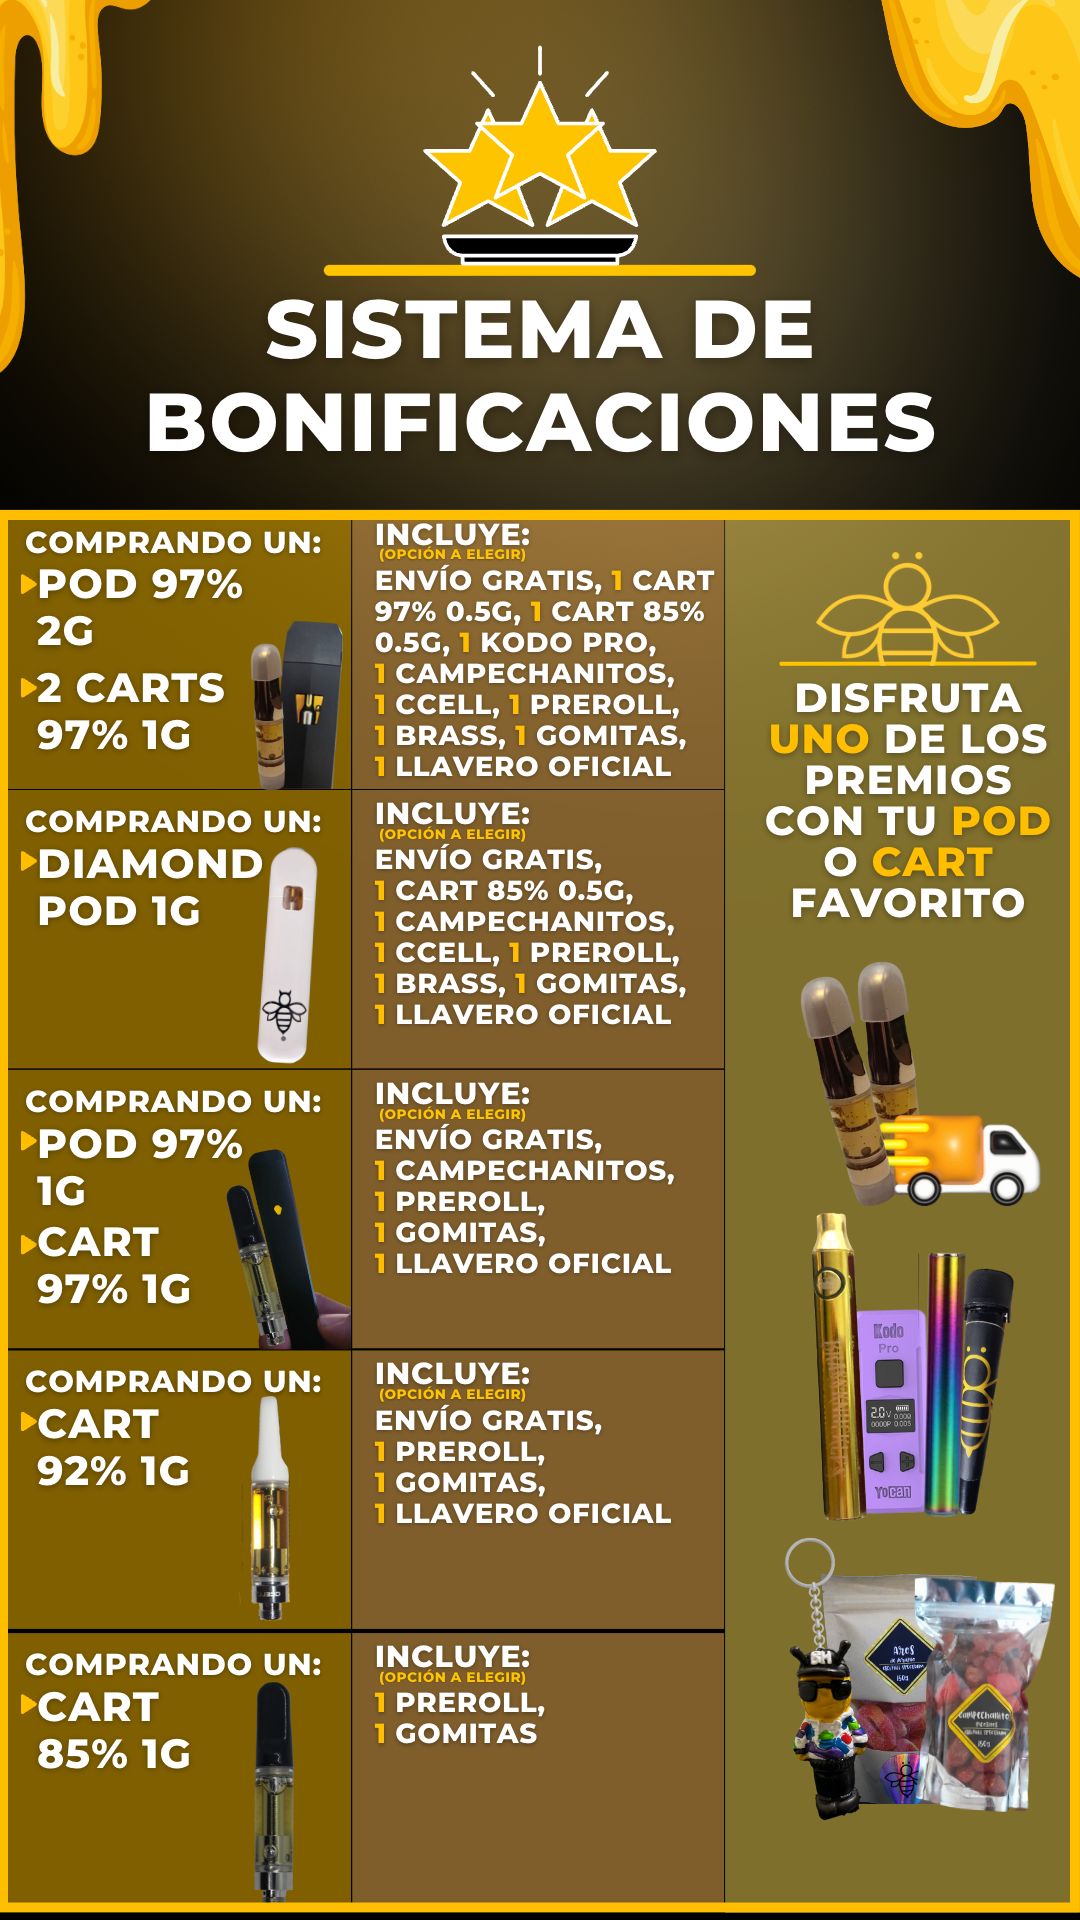 SISTEMA DE
BONIFICACIONES
COMPRANDO UN:
POD 97%
2G
2 CARTS
97% 1G
INCLUYE:
(OPCIÓN A ELEGIR)
ENVÍO GRATIS, 1 CART
97% 0.5G, 1 CART 85%
0.5G, 1 KODO PRO,
1 CAMPECHANITOS,
1 CCELL, 1 PREROLL,
1 BRASS, 1 GOMITAS,
1 LLAVERO OFICIAL
COMPRANDO UN:
DIAMOND
POD 1G
INCLUYE:
(OPCIÓN A ELEGIR)
ENVÍO GRATIS,
1 CART 85% 0.5G,
1 CAMPECHANITOS,
1 CCELL, 1 PREROLL,
1 BRASS, 1 GOMITAS,
1 LLAVERO OFICIAL
COMPRANDO UN:
POD 97%
1G
CART
97% 1G
INCLUYE:
(OPCIÓN A ELEGIR)
ENVÍO GRATIS,
1 CAMPECHANITOS,
1 PREROLL,
1 GOMITAS,
1 LLAVERO OFICIAL
COMPRANDO UN:
CART
92% 1G
INCLUYE:
(OPCIÓN A ELEGIR)
ENVÍO GRATIS,
1 PREROLL,
1 GOMITAS,
1 LLAVERO OFICIAL
COMPRANDO UN:
CART
85% 1G
INCLUYE:
(OPCIÓN A ELEGIR)
1 PREROLL,
1 GOMITAS
DISFRUTA
UNO DE LOS
PREMIOS
CON TU POD
O CART
FAVORITO
Kodo
Pro
2.0V
Yocan
BH
Aros
150g
Campechanito
150g